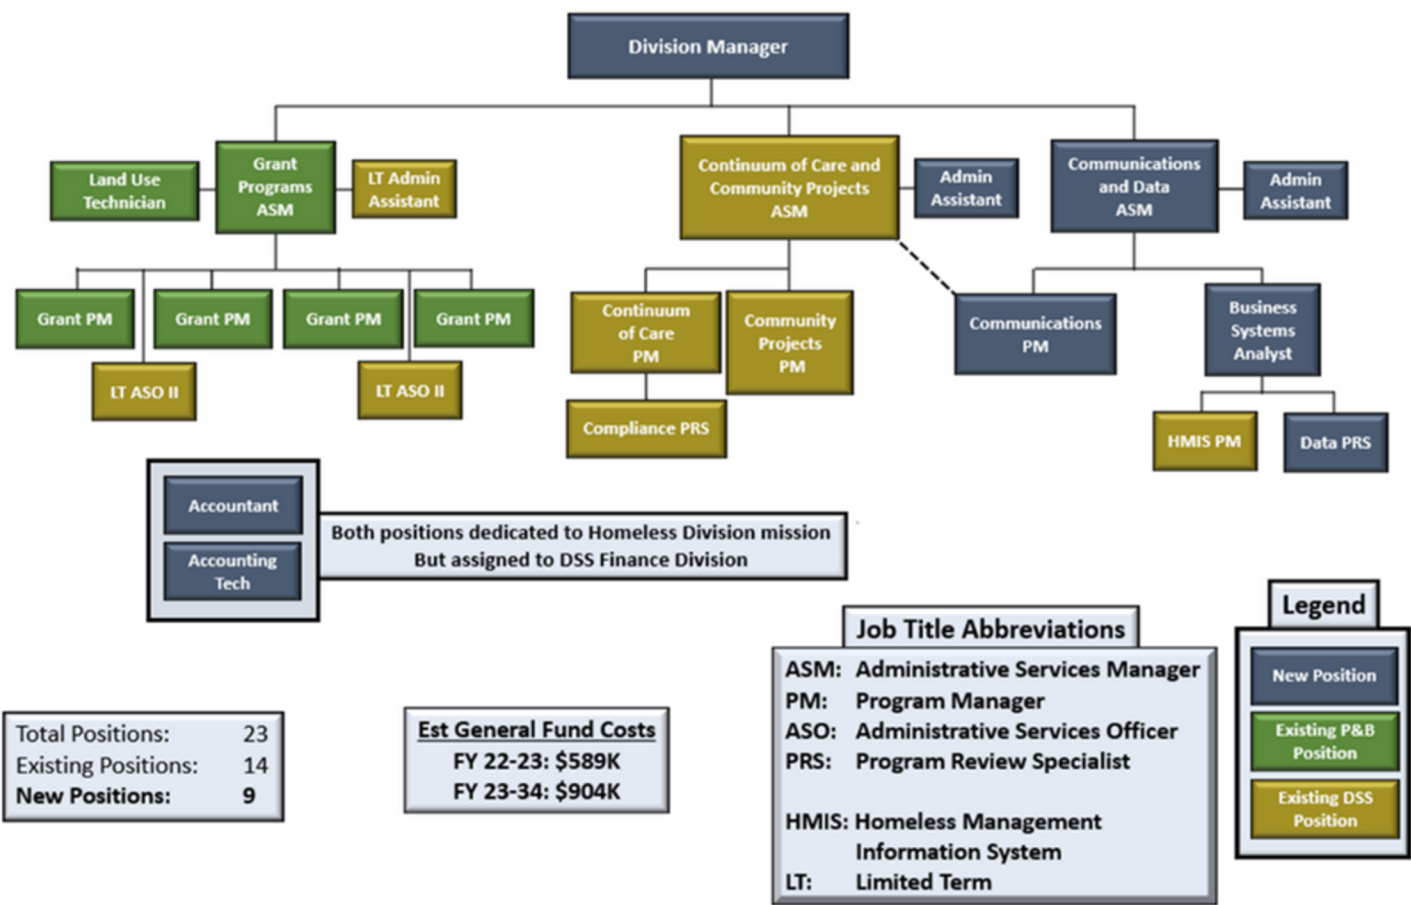 Division Manager
Land Use
Technician
Grant
Programs
ASM
LT Admin
Assistant
Continuum of Care and
Community Projects
ASM
Admin
Assistant
Communications
and Data
ASM
Admin
Assistant
Grant PM
Grant PM
Grant PM
Grant PM
LT ASO II
LT ASO II
Continuum
of Care
PM
Community
Projects
PM
Compliance PRS
Communications
PM
Business
Systems
Analyst
HMIS PM
Data PRS
Accountant
Accounting
Tech
Both positions dedicated to Homeless Division mission
But assigned to DSS Finance Division
Total Positions: 23
Existing Positions: 14
New Positions: 9
Est General Fund Costs
FY 22-23: $589K
FY 23-34: $904K
Job Title Abbreviations
ASM: Administrative Services Manager
PM: Program Manager
ASO: Administrative Services Officer
PRS: Program Review Specialist
HMIS: Homeless Management
Information System
LT: Limited Term
Legend
New Position
Existing P&B
Position
Existing DSS
Position